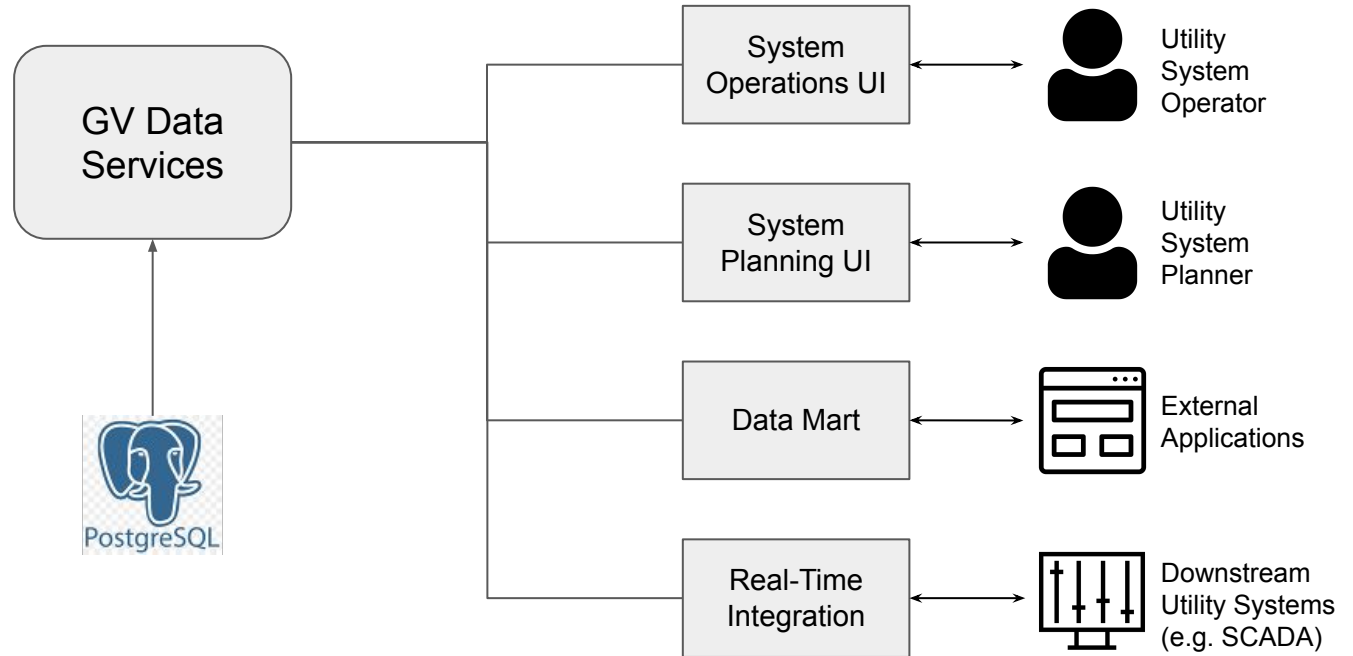 System
Operations UI
Utility
System
Operator
GV Data
Services
System
Planning UI
Utility
System
Planner
Data Mart
External
Applications
PostgreSQL
Real-Time
Integration
Downstream
Utility Systems
(e.g. SCADA)